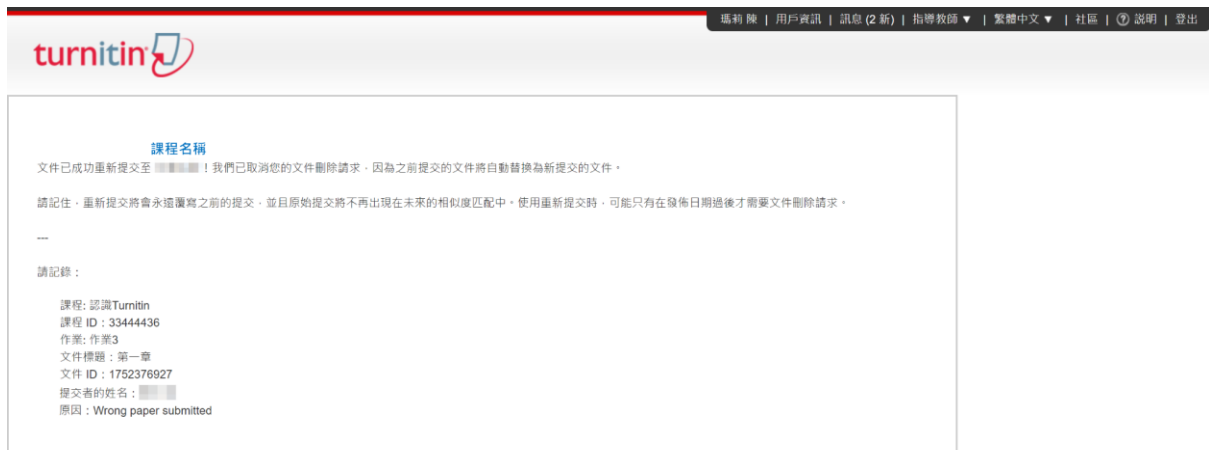 瑪莉 陳 | 用戶資訊 | 訊息 (2 新) | 指導教師 ▼ | 繁體中文 ▼ | 社區 | ? 説明 | 登出
turnitin
課程名稱
文件已成功重新提交至 ！我們已取消您的文件刪除請求，因為之前提交的文件將自動替換為新提交的文件。
請記住，重新提交將會永遠覆寫之前的提交，並且原始提交將不再出現在未來的相似度匹配中。使用重新提交時，可能只有在發佈日期過後才需要文件刪除請求。
---
請記錄：
課程: 認識Turnitin
課程 ID：33444436
作業: 作業3
文件標題：第一章
文件 ID：1752376927
提交者的姓名：
原因：Wrong paper submitted